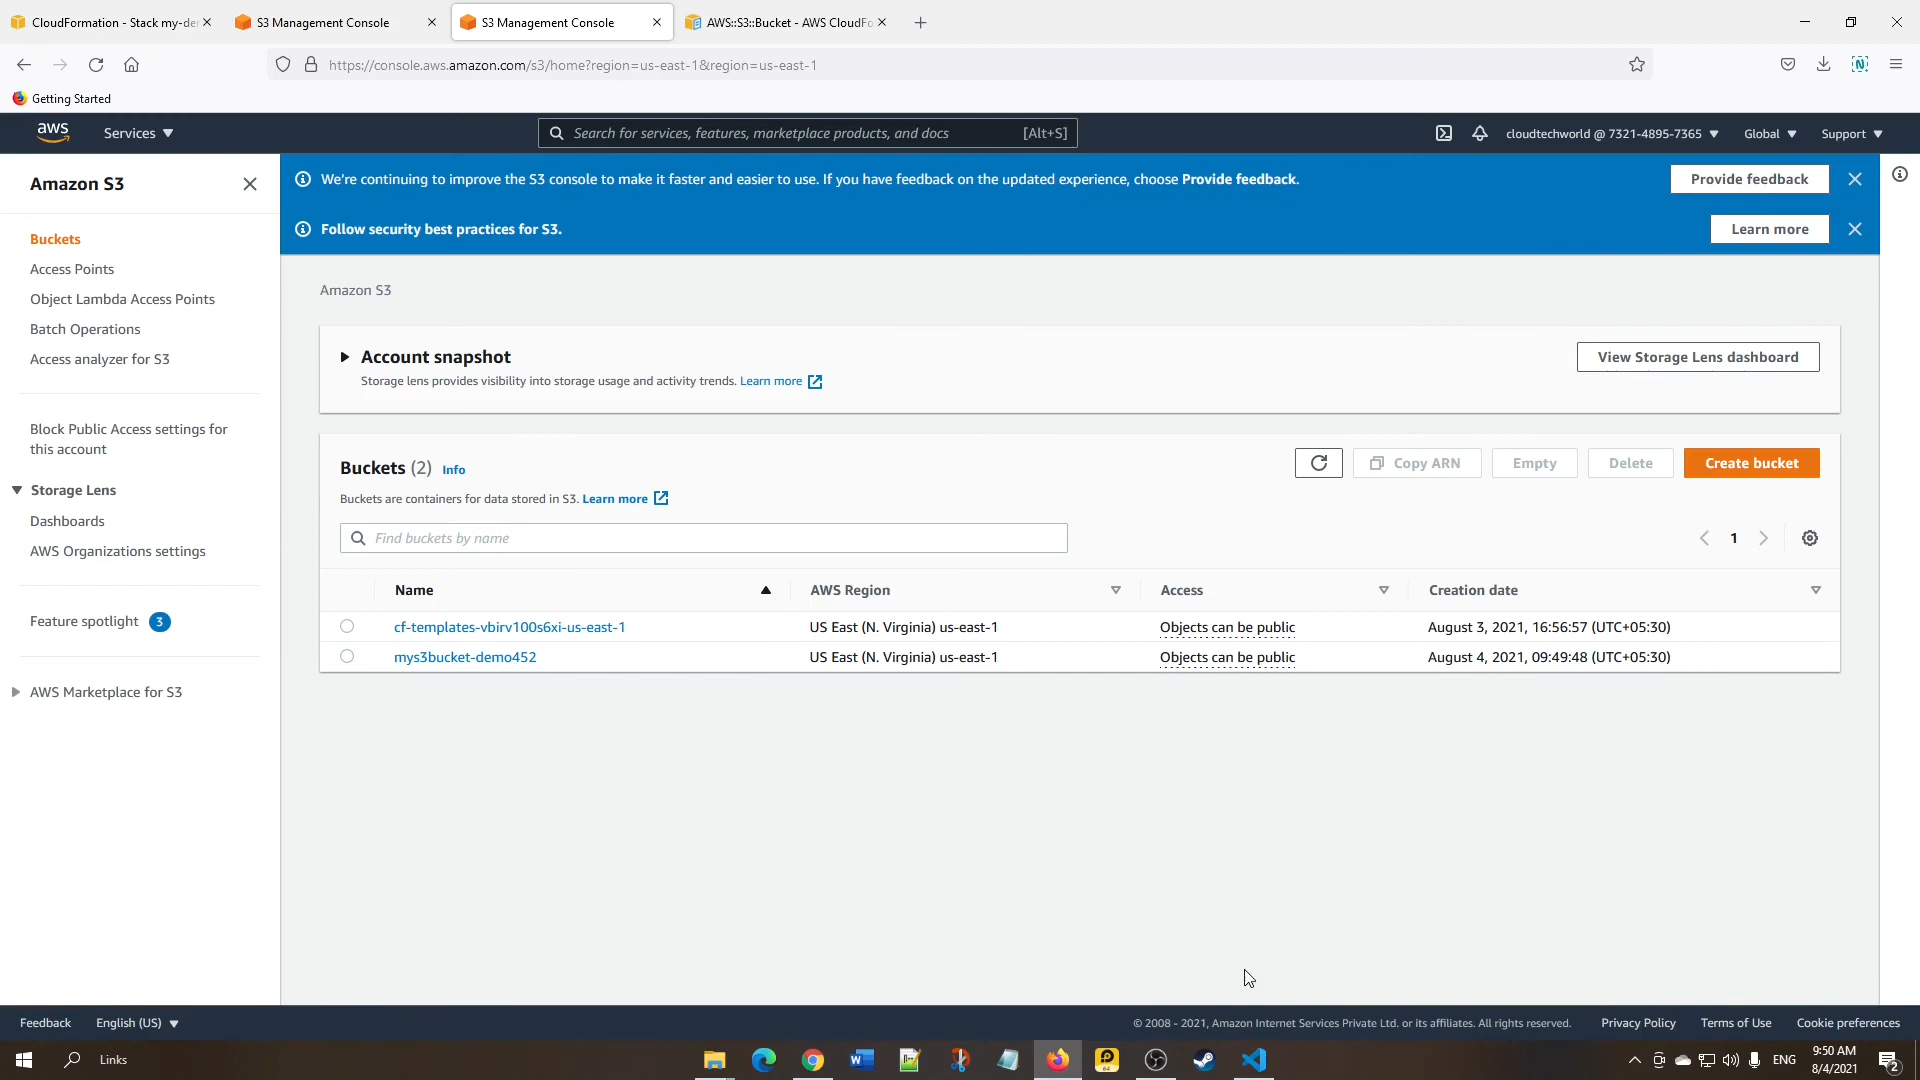 CloudFormation - Stack my-der
S3 Management Console
S3 Management Console
AWS::S3::Bucket - AWS CloudFo
https://console.aws.amazon.com/s3/home?region=us-east-1&region=us-east-1
Getting Started
aws
Services
Search for services, features, marketplace products, and docs
[Alt+S]
cloudtechworld @ 7321-4895-7365
Global
Support
Amazon S3
Buckets
Access Points
Object Lambda Access Points
Batch Operations
Access analyzer for S3
Block Public Access settings for
this account
Storage Lens
Dashboards
AWS Organizations settings
Feature spotlight 3
AWS Marketplace for S3
We're continuing to improve the S3 console to make it faster and easier to use. If you have feedback on the updated experience, choose Provide feedback.
Provide feedback
Follow security best practices for S3.
Learn more
Amazon S3
Account snapshot
View Storage Lens dashboard
Storage lens provides visibility into storage usage and activity trends. Learn more
Buckets (2) Info
Copy ARN
Empty
Delete
Create bucket
Buckets are containers for data stored in S3. Learn more
Find buckets by name
1
Name AWS Region Access Creation date
cf-templates-vbirv100s6xi-us-east-1 US East (N. Virginia) us-east-1 Objects can be public August 3, 2021, 16:56:57 (UTC+05:30)
mys3bucket-demo452 US East (N. Virginia) us-east-1 Objects can be public August 4, 2021, 09:49:48 (UTC+05:30)
Feedback
English (US)
© 2008 - 2021, Amazon Internet Services Private Ltd. or its affiliates. All rights reserved.
Privacy Policy
Terms of Use
Cookie preferences
Links
ENG
9:50 AM
8/4/2021
2